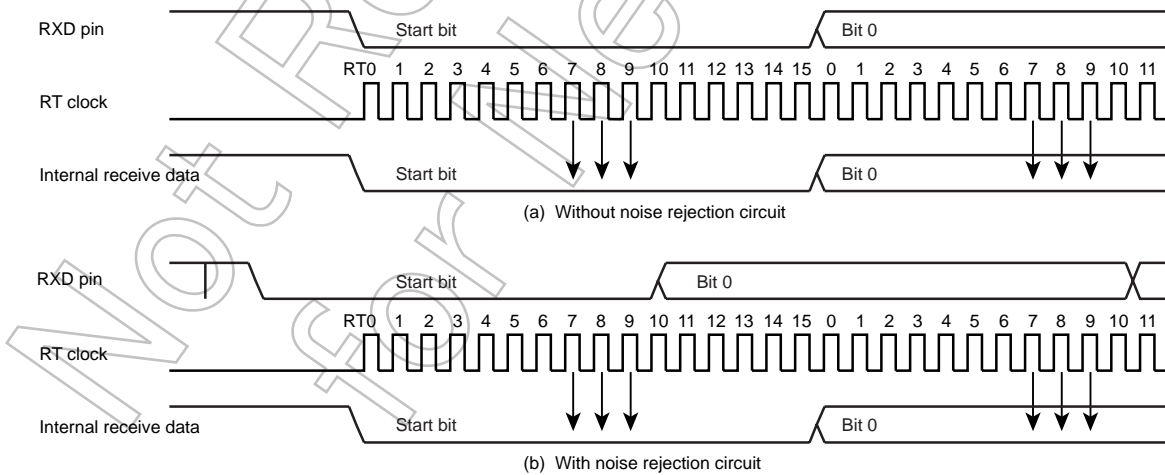 RXD pin Start bit Bit 0
RT0 1 2 3 4 5 6 7 8 9 10 11 12 13 14 15 0 1 2 3 4 5 6 7 8 9 10 11
RT clock
Internal receive data Start bit Bit 0
(a) Without noise rejection circuit
RXD pin Start bit Bit 0
RT0 1 2 3 4 5 6 7 8 9 10 11 12 13 14 15 0 1 2 3 4 5 6 7 8 9 10 11
RT clock
Internal receive data Start bit Bit 0
(b) With noise rejection circuit
Not R
for Ne